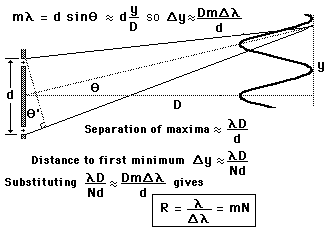 mλ = d sinθ ≈ d y/D so Δy ≈ DmΔλ/d
d
θ'
θ
D
y
Separation of maxima ≈ λD/d
Distance to first minimum Δy ≈ λD/Nd
Substituting λD/Nd ≈ DmΔλ/d gives
R = λ/Δλ = mN